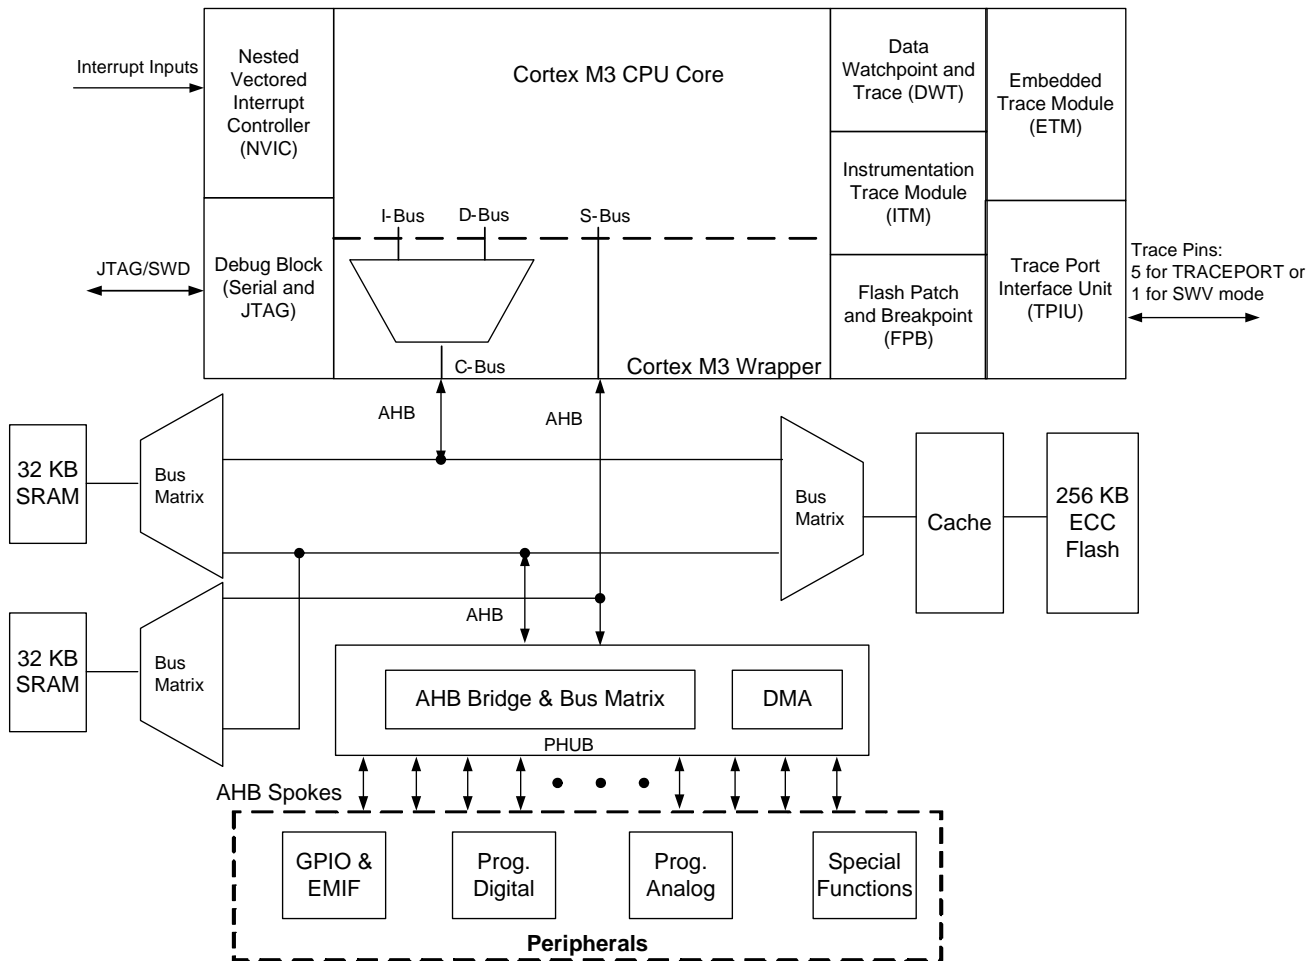 Interrupt Inputs
Nested
Vectored
Interrupt
Controller
(NVIC)
Cortex M3 CPU Core
Data
Watchpoint and
Trace (DWT)
Embedded
Trace Module
(ETM)
Instrumentation
Trace Module
(ITM)
I-Bus
D-Bus
S-Bus
JTAG/SWD
Debug Block
(Serial and
JTAG)
Flash Patch
and Breakpoint
(FPB)
Trace Port
Interface Unit
(TPIU)
Trace Pins:
5 for TRACEPORT or
1 for SWV mode
C-Bus
Cortex M3 Wrapper
AHB
AHB
32 KB
SRAM
Bus
Matrix
Bus
Matrix
Cache
256 KB
ECC
Flash
AHB
32 KB
SRAM
Bus
Matrix
AHB Bridge & Bus Matrix
DMA
PHUB
AHB Spokes
GPIO &
EMIF
Prog.
Digital
Prog.
Analog
Special
Functions
Peripherals